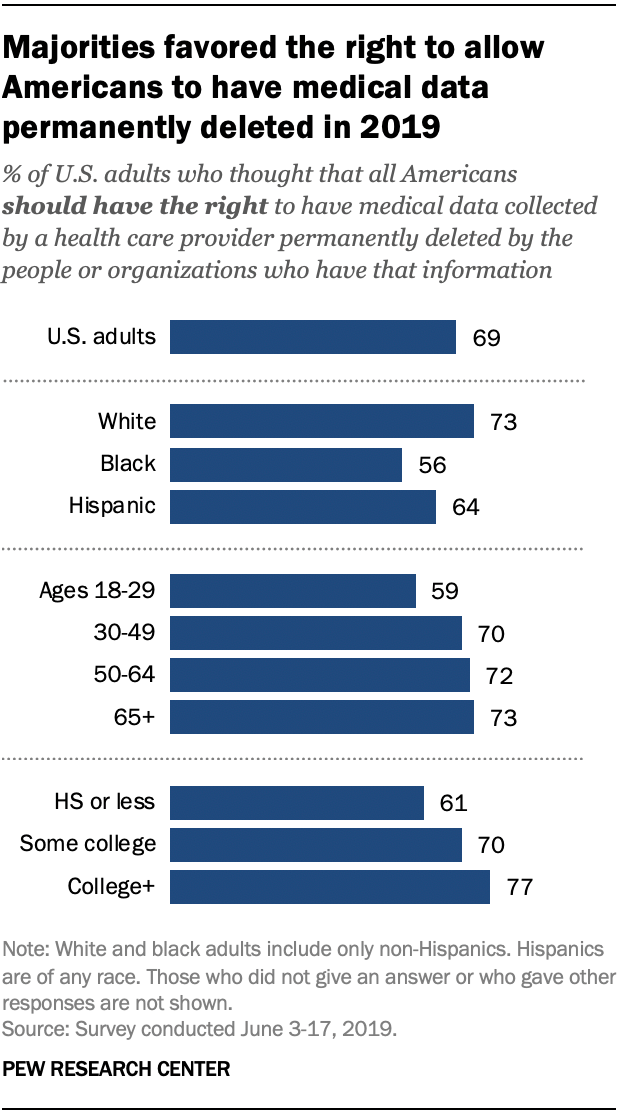 Majorities favored the right to allow
Americans to have medical data
permanently deleted in 2019
% of U.S. adults who thought that all Americans
should have the right to have medical data collected
by a health care provider permanently deleted by the
people or organizations who have that information
U.S. adults 69
White 73
Black 56
Hispanic 64
Ages 18-29 59
30-49 70
50-64 72
65+ 73
HS or less 61
Some college 70
College+ 77
Note: White and black adults include only non-Hispanics. Hispanics
are of any race. Those who did not give an answer or who gave other
responses are not shown.
Source: Survey conducted June 3-17, 2019.
PEW RESEARCH CENTER